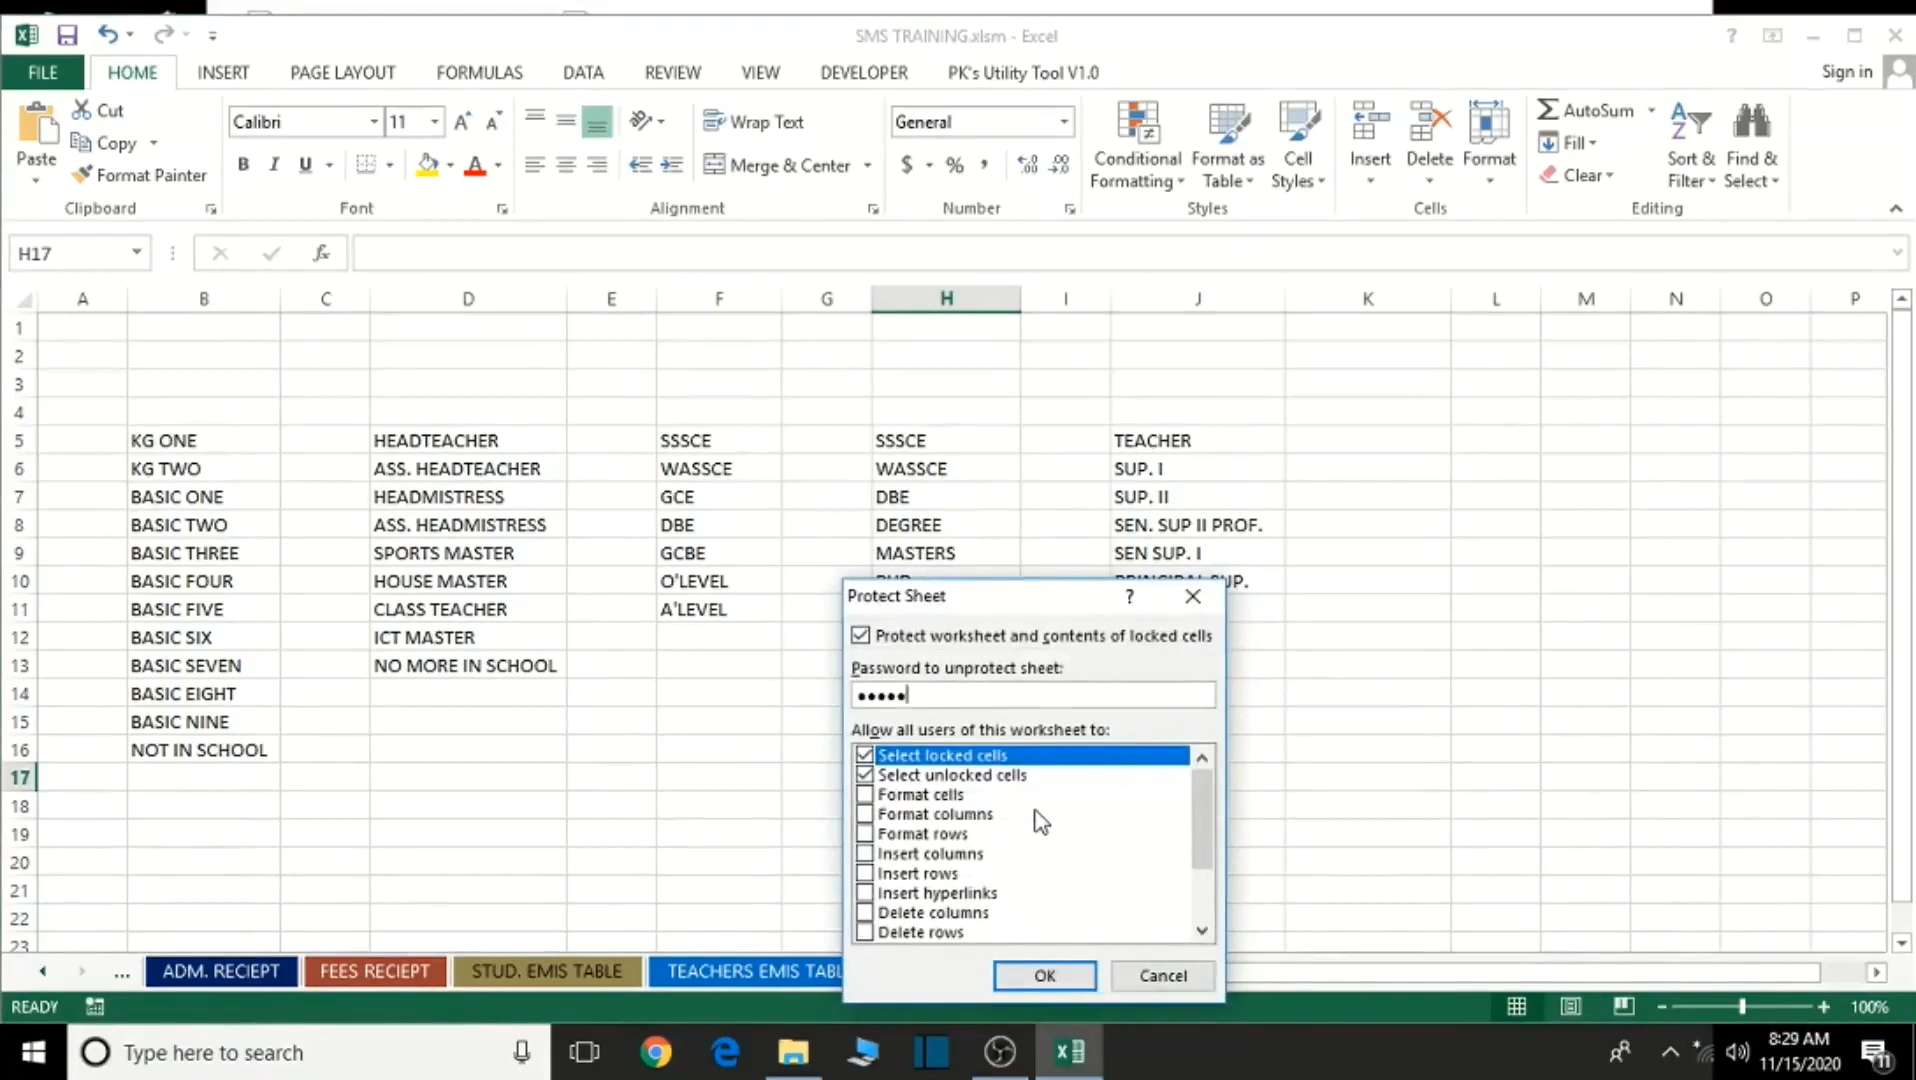 SMS TRAINING.xlsm - Excel
?
FILE HOME INSERT PAGE LAYOUT FORMULAS DATA REVIEW VIEW DEVELOPER PK's Utility Tool V1.0 Sign in
Paste
Cut
Copy
Format Painter
Clipboard
Calibri 11
B I U
Font
Wrap Text
Merge & Center
Alignment
General
$ % ,
Number
Conditional Formatting
Format as Table
Cell Styles
Styles
Insert
Delete
Format
Cells
AutoSum
Fill
Clear
Sort & Filter
Find & Select
Editing
H17 fx
A B C D E F G H I J K L M N O P
1
2
3
4
5 KG ONE HEADTEACHER SSSCE SSSCE TEACHER
6 KG TWO ASS. HEADTEACHER WASSCE WASSCE SUP. I
7 BASIC ONE HEADMISTRESS GCE DBE SUP. II
8 BASIC TWO ASS. HEADMISTRESS DBE DEGREE SEN. SUP II PROF.
9 BASIC THREE SPORTS MASTER GCBE MASTERS SEN SUP. I
10 BASIC FOUR HOUSE MASTER O'LEVEL
11 BASIC FIVE CLASS TEACHER A'LEVEL
12 BASIC SIX ICT MASTER
13 BASIC SEVEN NO MORE IN SCHOOL
14 BASIC EIGHT
15 BASIC NINE
16 NOT IN SCHOOL
17
18
19
20
21
22
23
Protect Sheet ?
Protect worksheet and contents of locked cells
Password to unprotect sheet:
•••••
Allow all users of this worksheet to:
Select locked cells
Select unlocked cells
Format cells
Format columns
Format rows
Insert columns
Insert rows
Insert hyperlinks
Delete columns
Delete rows
OK Cancel
... ADM. RECIEPT FEES RECIEPT STUD. EMIS TABLE TEACHERS EMIS TABL
READY 100%
Type here to search
8:29 AM
11/15/2020
11